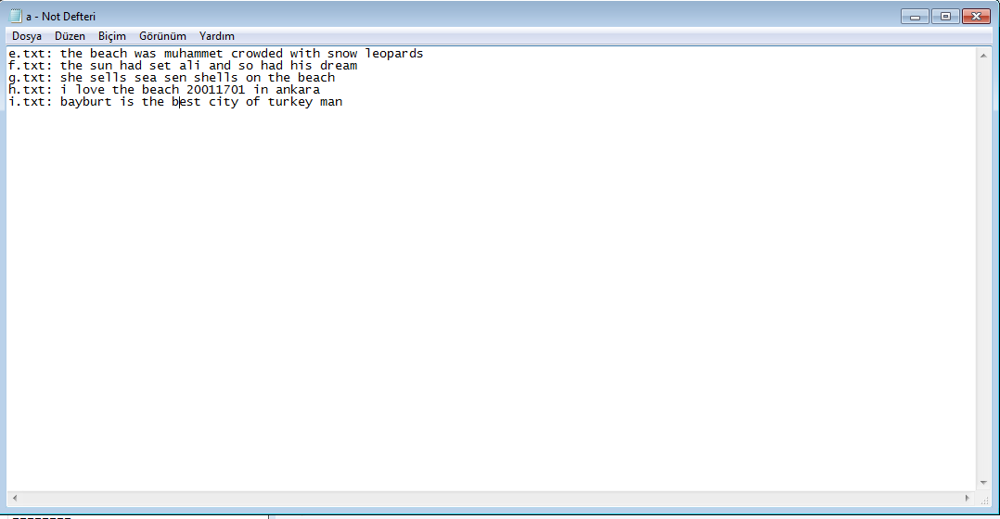 a - Not Defteri
Dosya Düzen Biçim Görünüm Yardım
e.txt: the beach was muhammet crowded with snow leopards
f.txt: the sun had set ali and so had his dream
g.txt: she sells sea sen shells on the beach
h.txt: i love the beach 20011701 in ankara
i.txt: bayburt is the best city of turkey man